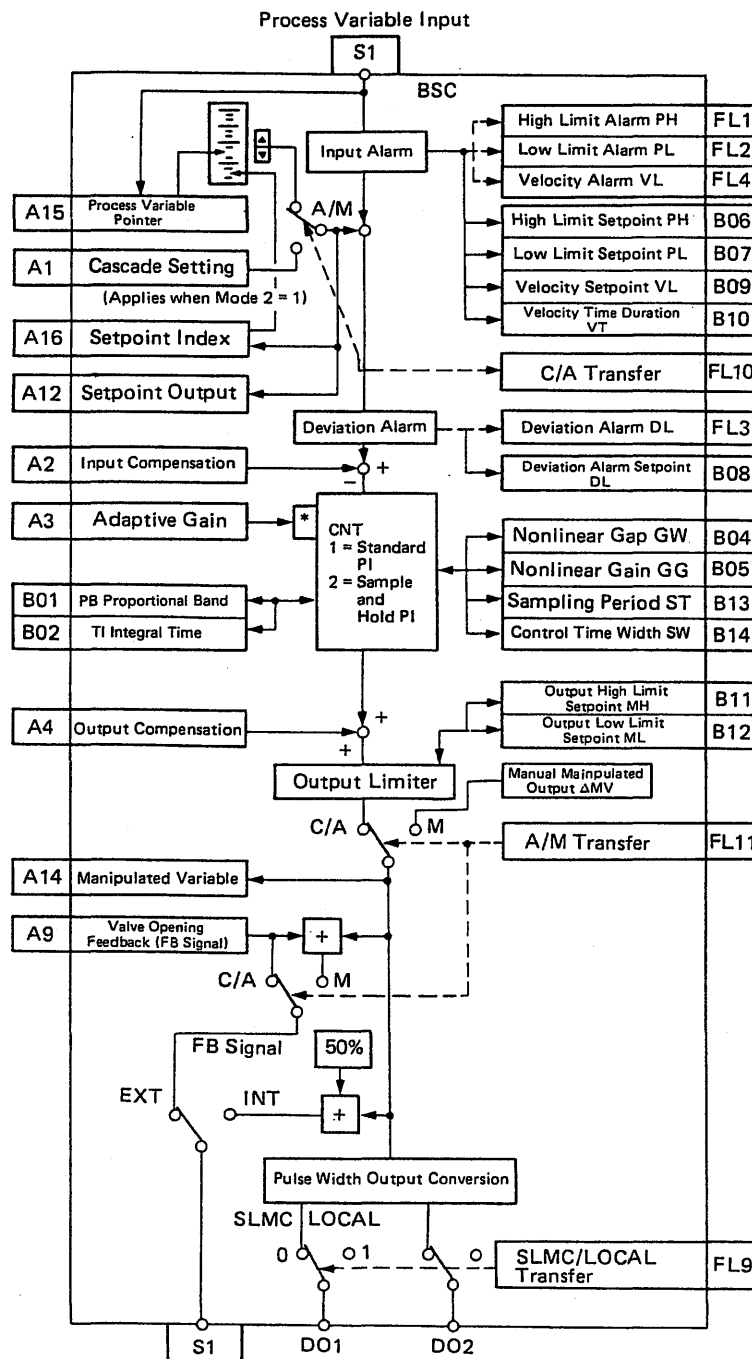 Process Variable Input
S1
BSC
High Limit Alarm PH FL1
Input Alarm
Low Limit Alarm PL FL2
Velocity Alarm VL FL4
A15 Process Variable
Pointer
A/M
High Limit Setpoint PH B06
Low Limit Setpoint PL B07
A1 Cascade Setting
(Applies when Mode 2 = 1)
Velocity Setpoint VL B09
Velocity Time Duration
VT B10
A16 Setpoint Index
C/A Transfer FL10
A12 Setpoint Output
Deviation Alarm
Deviation Alarm DL FL3
A2 Input Compensation
+
−
Deviation Alarm Setpoint
DL B08
A3 Adaptive Gain
*
CNT
1 = Standard
PI
2 = Sample
and
Hold PI
Nonlinear Gap GW B04
Nonlinear Gain GG B05
B01 PB Proportional Band
Sampling Period ST B13
B02 TI Integral Time
Control Time Width SW B14
Output High Limit
Setpoint MH B11
A4 Output Compensation
+
+
Output Low Limit
Setpoint ML B12
Output Limiter
Manual Mainpulated
Output ΔMV
C/A M
A/M Transfer FL11
A14 Manipulated Variable
A9 Valve Opening
Feedback (FB Signal)
+
C/A M
FB Signal
50%
EXT INT
+
Pulse Width Output Conversion
SLMC LOCAL
0 1
SLMC/LOCAL
Transfer FL9
S1 DO1 DO2